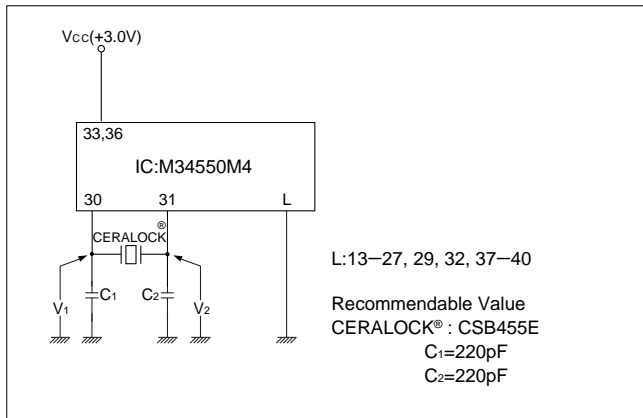 Vcc(+3.0V)
33,36
IC:M34550M4
30 31 L
CERALOCK®
V1 C1 C2 V2
L:13–27, 29, 32, 37–40
Recommendable Value
CERALOCK® : CSB455E
C1=220pF
C2=220pF